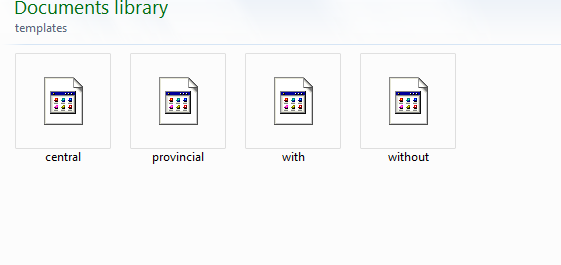 Documents library
templates
central
provincial
with
without